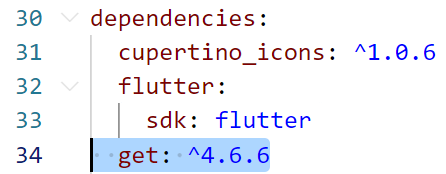 30 dependencies:
31   cupertino_icons: ^1.0.6
32   flutter:
33     sdk: flutter
34   get: ^4.6.6